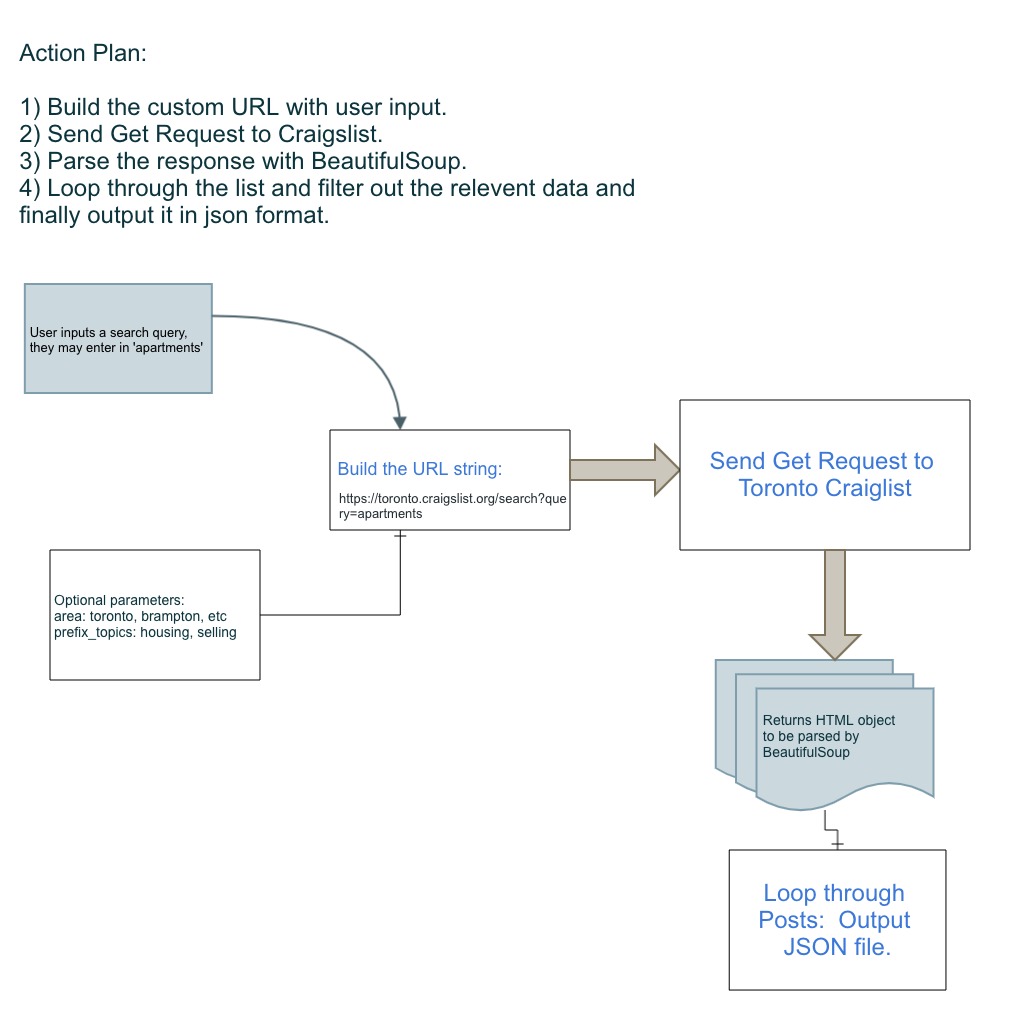 Action Plan:
1) Build the custom URL with user input.
2) Send Get Request to Craigslist.
3) Parse the response with BeautifulSoup.
4) Loop through the list and filter out the relevent data and
finally output it in json format.
User inputs a search query,
they may enter in 'apartments'
Build the URL string:
https://toronto.craigslist.org/search?que
ry=apartments
Send Get Request to
Toronto Craiglist
Optional parameters:
area: toronto, brampton, etc
prefix_topics: housing, selling
Returns HTML object
to be parsed by
BeautifulSoup
Loop through
Posts:  Output
JSON file.